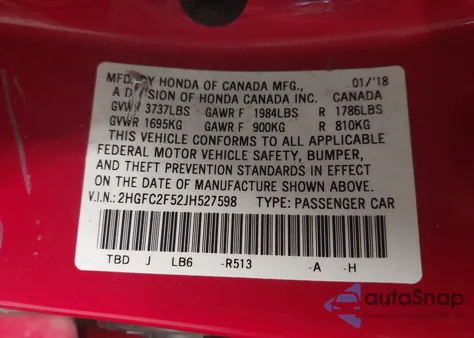 MFD. BY HONDA OF CANADA MFG., 01/'18
A DIVISION OF HONDA CANADA INC. CANADA
GVWR 3737LBS GAWR F 1984LBS R 1786LBS
GVWR 1695KG GAWR F 900KG R 810KG
THIS VEHICLE CONFORMS TO ALL APPLICABLE
FEDERAL MOTOR VEHICLE SAFETY, BUMPER,
AND THEFT PREVENTION STANDARDS IN EFFECT
ON THE DATE OF MANUFACTURE SHOWN ABOVE.
V.I.N.: 2HGFC2F52JH527598 TYPE: PASSENGER CAR
TBD J LB6 -R513 -A -H
autoSnap